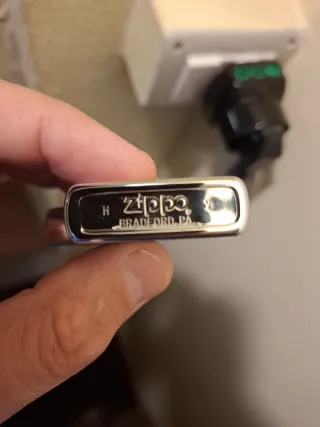 H zippo
BRADFORD, PA.